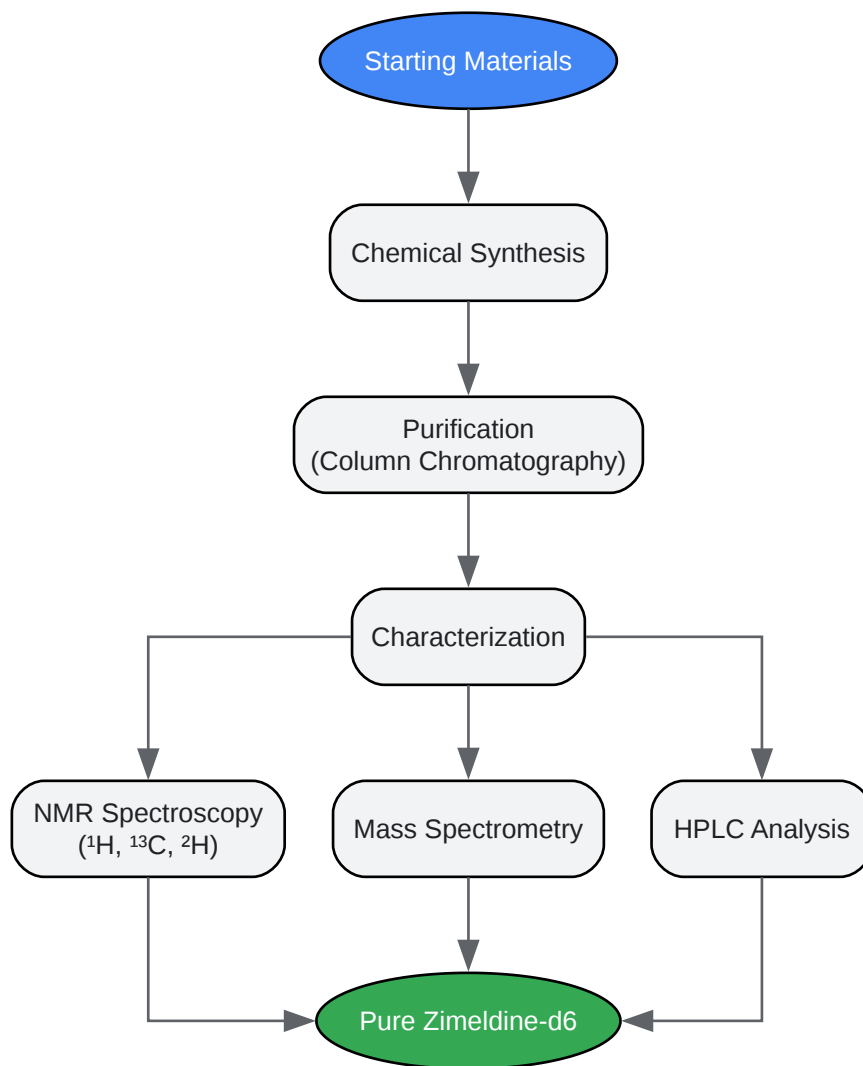 Starting Materials
Chemical Synthesis
Purification
(Column Chromatography)
Characterization
NMR Spectroscopy
(¹H, ¹³C, ²H)
Mass Spectrometry
HPLC Analysis
Pure Zimeldine-d6